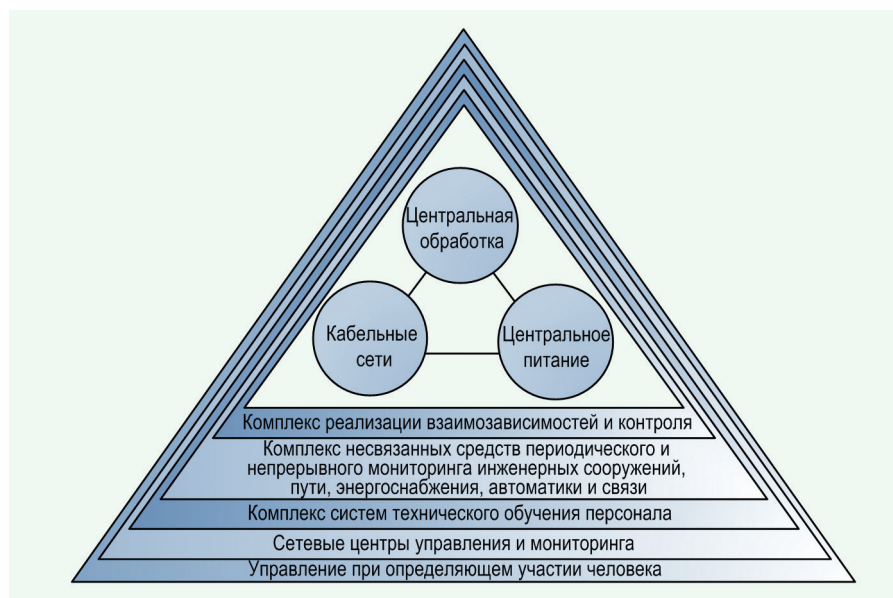 Центральная
обработка
Кабельные
сети
Центральное
питание
Комплекс реализации взаимозависимостей и контроля
Комплекс несвязанных средств периодического и
непрерывного мониторинга инженерных сооружений,
пути, энергоснабжения, автоматики и связи
Комплекс систем технического обучения персонала
Сетевые центры управления и мониторинга
Управление при определяющем участии человека